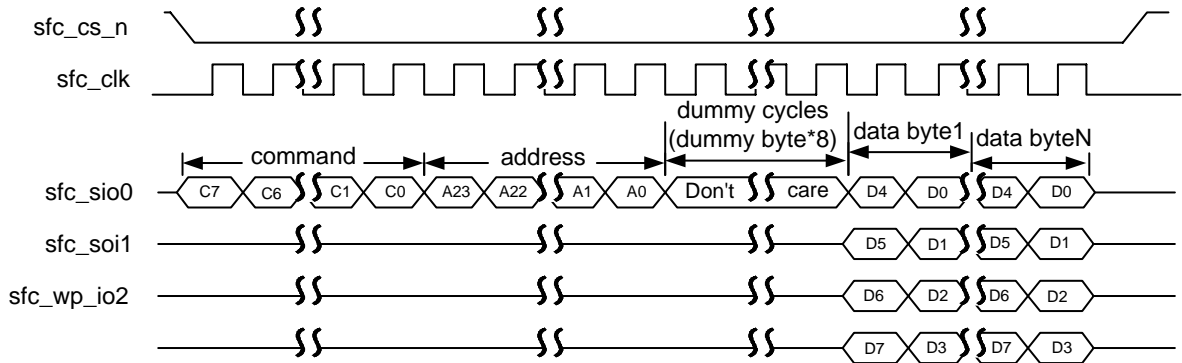 sfc_cs_n
sfc_clk
dummy cycles
(dummy byte*8)
command
address
data byte1
data byteN
sfc_sio0
C7 C6 C1 C0 A23 A22 A1 A0 Don't care D4 D0 D4 D0
sfc_soi1
D5 D1 D5 D1
sfc_wp_io2
D6 D2 D6 D2
D7 D3 D7 D3